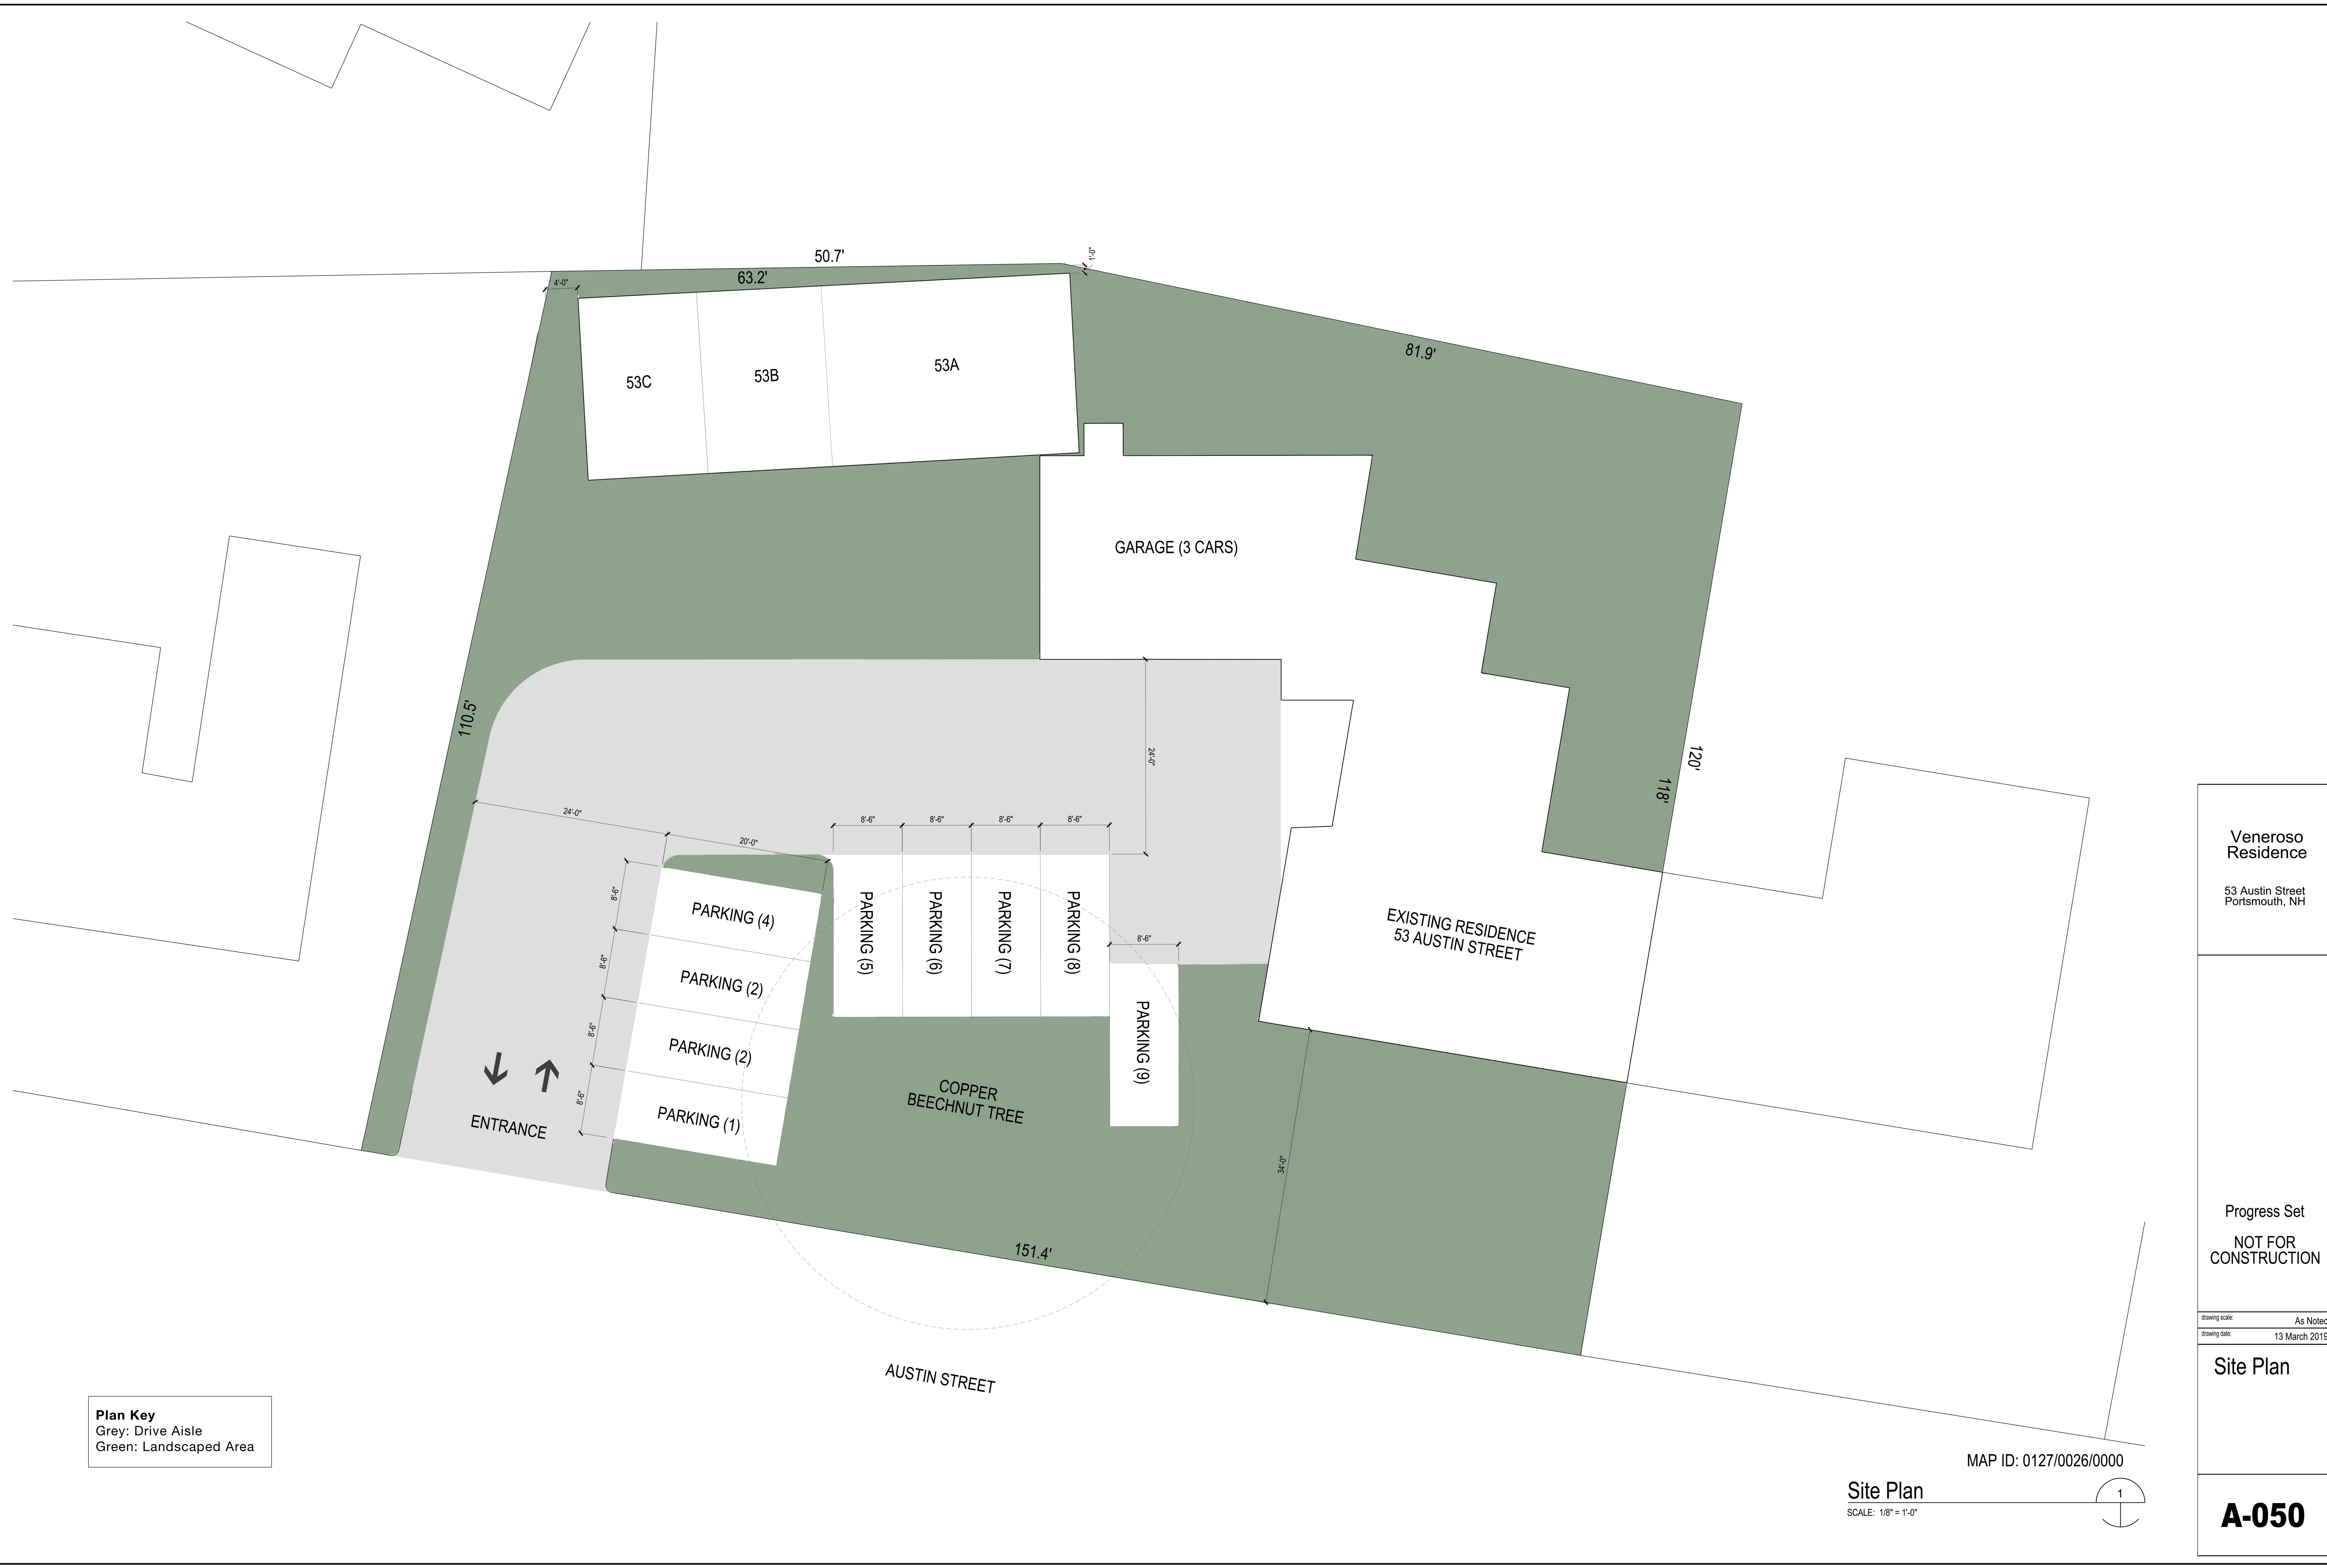 50.7'
1'-0"
63.2'
4'-0"
81.9'
53C
53B
53A
GARAGE (3 CARS)
110.5'
24'-0"
120'
118'
24'-0"
20'-0"
8'-6"
8'-6"
8'-6"
8'-6"
8'-6"
8'-6"
8'-6"
8'-6"
8'-6"
PARKING (4)
PARKING (2)
PARKING (2)
PARKING (1)
PARKING (5)
PARKING (6)
PARKING (7)
PARKING (8)
PARKING (9)
EXISTING RESIDENCE
53 AUSTIN STREET
COPPER
BEECHNUT TREE
ENTRANCE
34'-0"
151.4'
AUSTIN STREET
Plan Key
Grey: Drive Aisle
Green: Landscaped Area
MAP ID: 0127/0026/0000
Site Plan
SCALE: 1/8" = 1'-0"
1
Veneroso
Residence
53 Austin Street
Portsmouth, NH
Progress Set
NOT FOR
CONSTRUCTION
drawing scale:
As Noted
drawing date:
13 March 2019
Site Plan
A-050